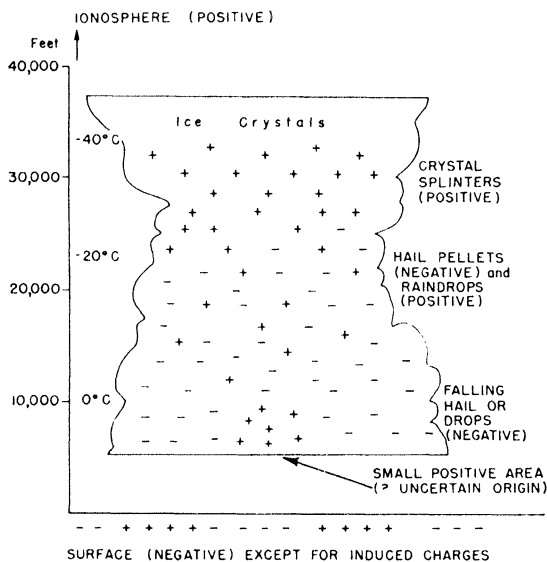 IONOSPHERE (POSITIVE)
Feet
40,000
Ice Crystals
-40°C
CRYSTAL
SPLINTERS
(POSITIVE)
30,000
-20°C
HAIL PELLETS
(NEGATIVE) and
RAINDROPS
(POSITIVE)
20,000
10,000
0°C
FALLING
HAIL OR
DROPS
(NEGATIVE)
SMALL POSITIVE AREA
(? UNCERTAIN ORIGIN)
SURFACE (NEGATIVE) EXCEPT FOR INDUCED CHARGES